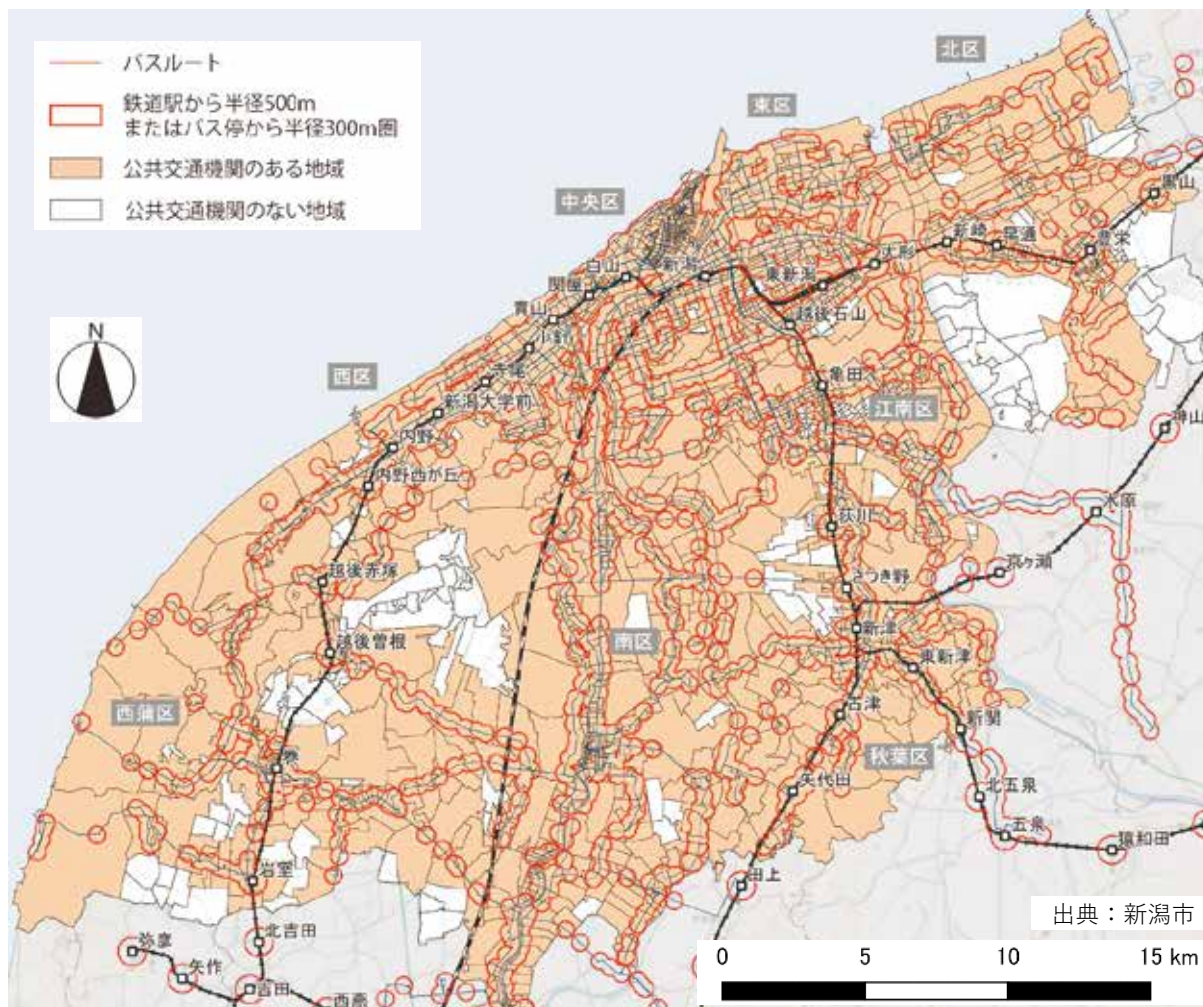 バスルート
鉄道駅から半径500m
またはバス停から半径300m圏
公共交通機関のある地域
公共交通機関のない地域
N
北区
東区
中央区
西区
江南区
南区
西蒲区
秋葉区
黒山
豊栄
早通
新崎
大形
東新潟
新潟
越後石山
亀田
白山
関屋
青山
小針
寺尾
新潟大学前
内野
内野西が丘
越後赤塚
越後曽根
巻
岩室
北吉田
吉田
弥彦
矢作
西燕
荻川
さつき野
新津
古津
矢代田
田上
東新津
新関
北五泉
五泉
猿和田
京ヶ瀬
水原
神山
出典：新潟市
0 5 10 15 km